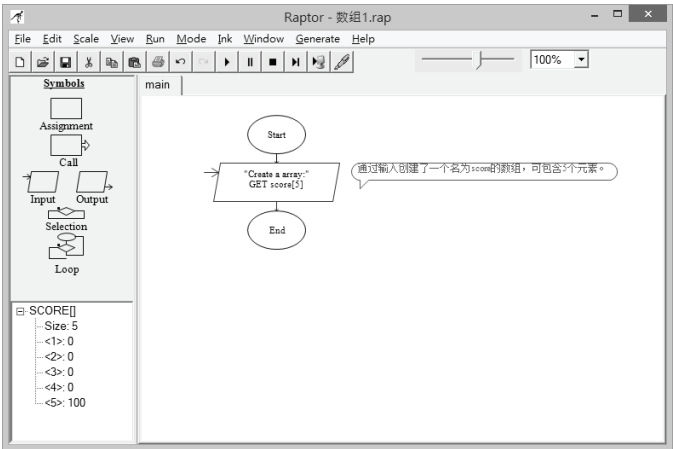 Raptor - 数组1.rap
File Edit Scale View Run Mode Ink Window Generate Help
100%
Symbols
main
Assignment
Call
Input Output
Selection
Loop
Start
"Create a array:"
GET score[5]
通过输入创建了一个名为score的数组，可包含5个元素。
End
SCORE[]
Size: 5
<1>: 0
<2>: 0
<3>: 0
<4>: 0
<5>: 100